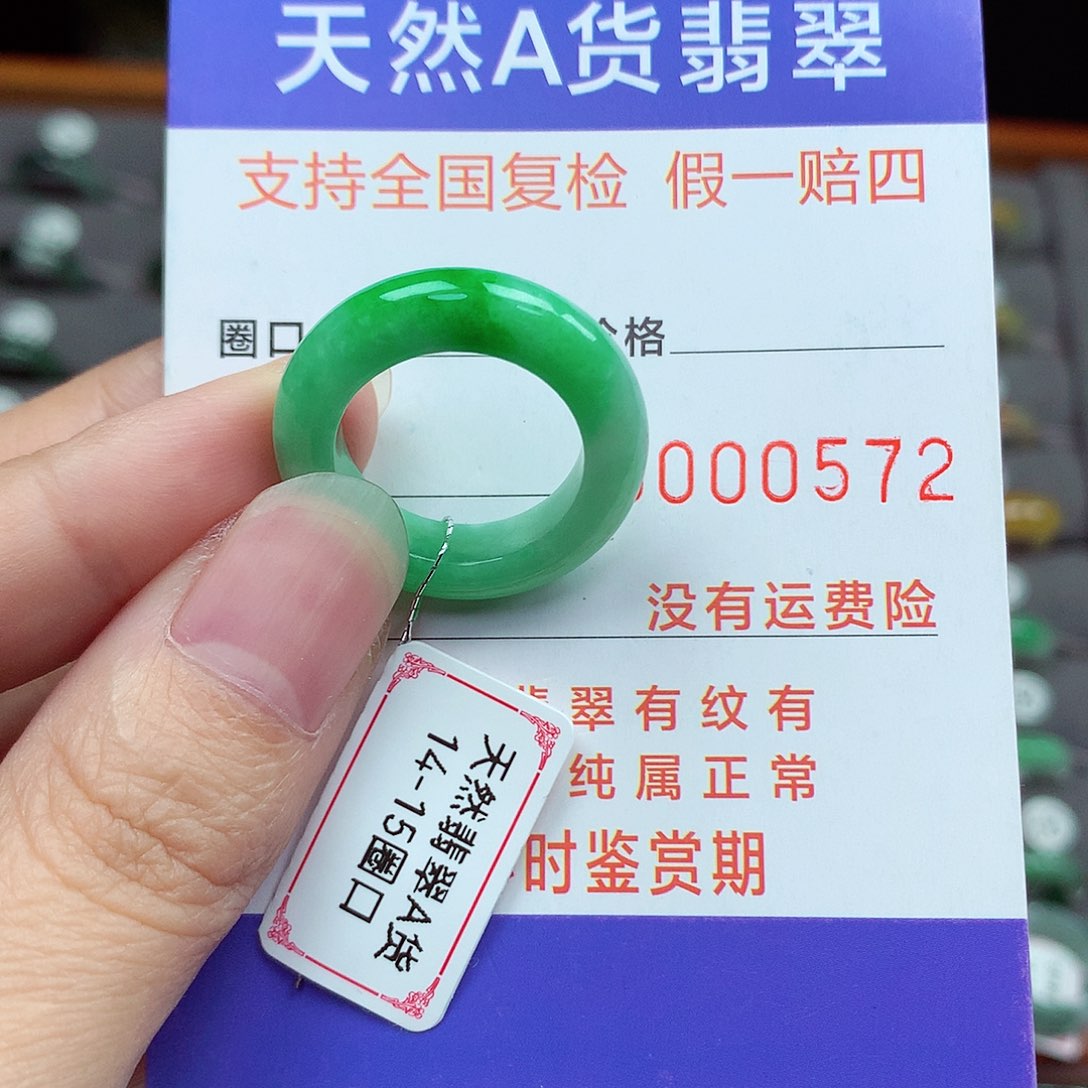 天然A货翡翠
支持全国复检 假一赔四
圈口 格
000572
没有运费险
翠有纹有
纯属正常
时鉴赏期
天然翡翠A货
14-15圈口